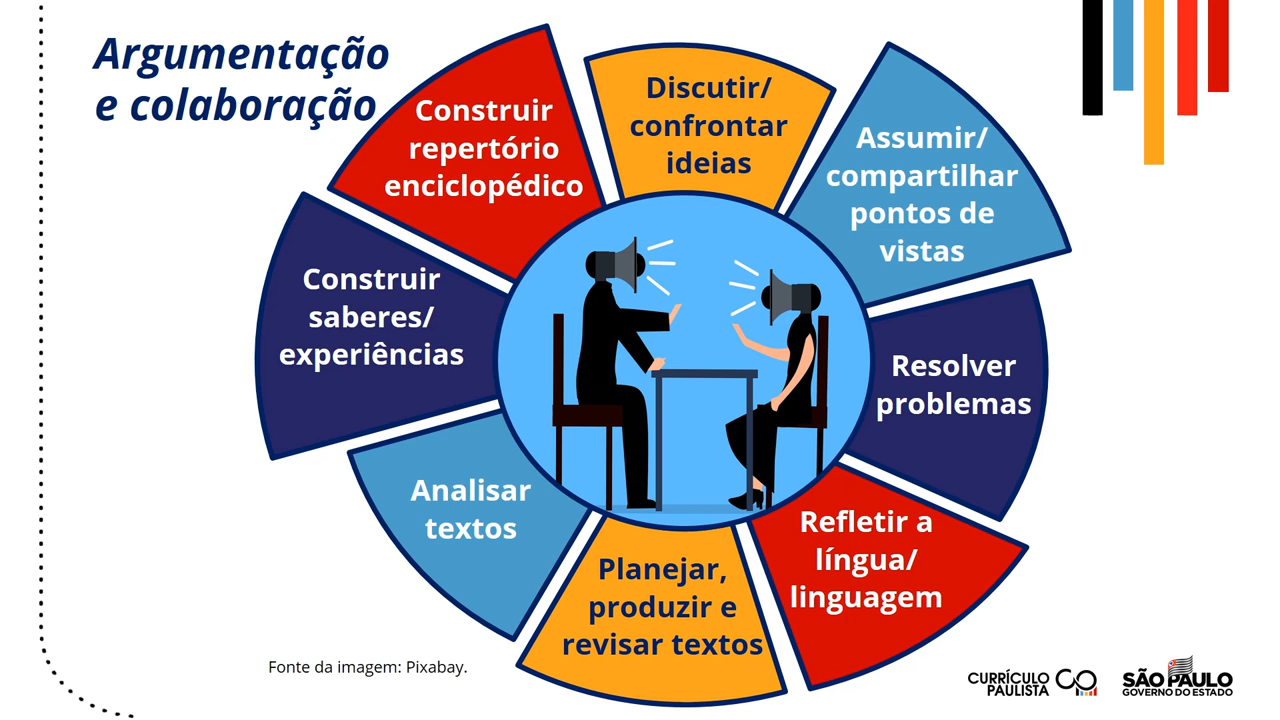 Argumentação
e colaboração
Construir
repertório
enciclopédico
Discutir/
confrontar
ideias
Assumir/
compartilhar
pontos de
vistas
Resolver
problemas
Refletir a
língua/
linguagem
Planejar,
produzir e
revisar textos
Analisar
textos
Construir
saberes/
experiências
Fonte da imagem: Pixabay.
CURRÍCULO
PAULISTA
SÃO PAULO
GOVERNO DO ESTADO